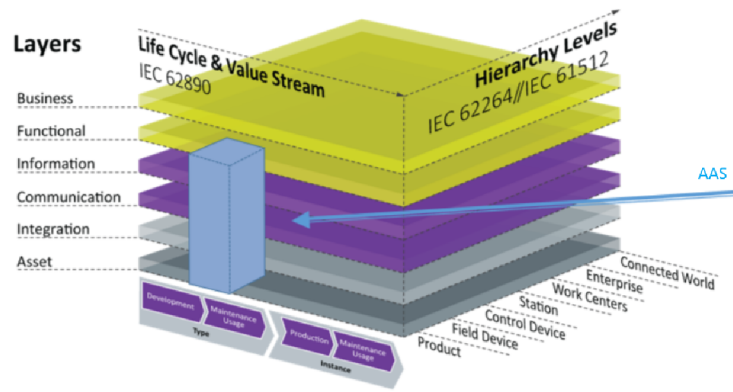 Layers
Life Cycle & Value Stream
IEC 62890
Hierarchy Levels
IEC 62264//IEC 61512
Business
Functional
Information
Communication
Integration
Asset
AAS
Development
Maintenance
Usage
Type
Production
Maintenance
Usage
Instance
Connected World
Enterprise
Work Centers
Station
Control Device
Field Device
Product